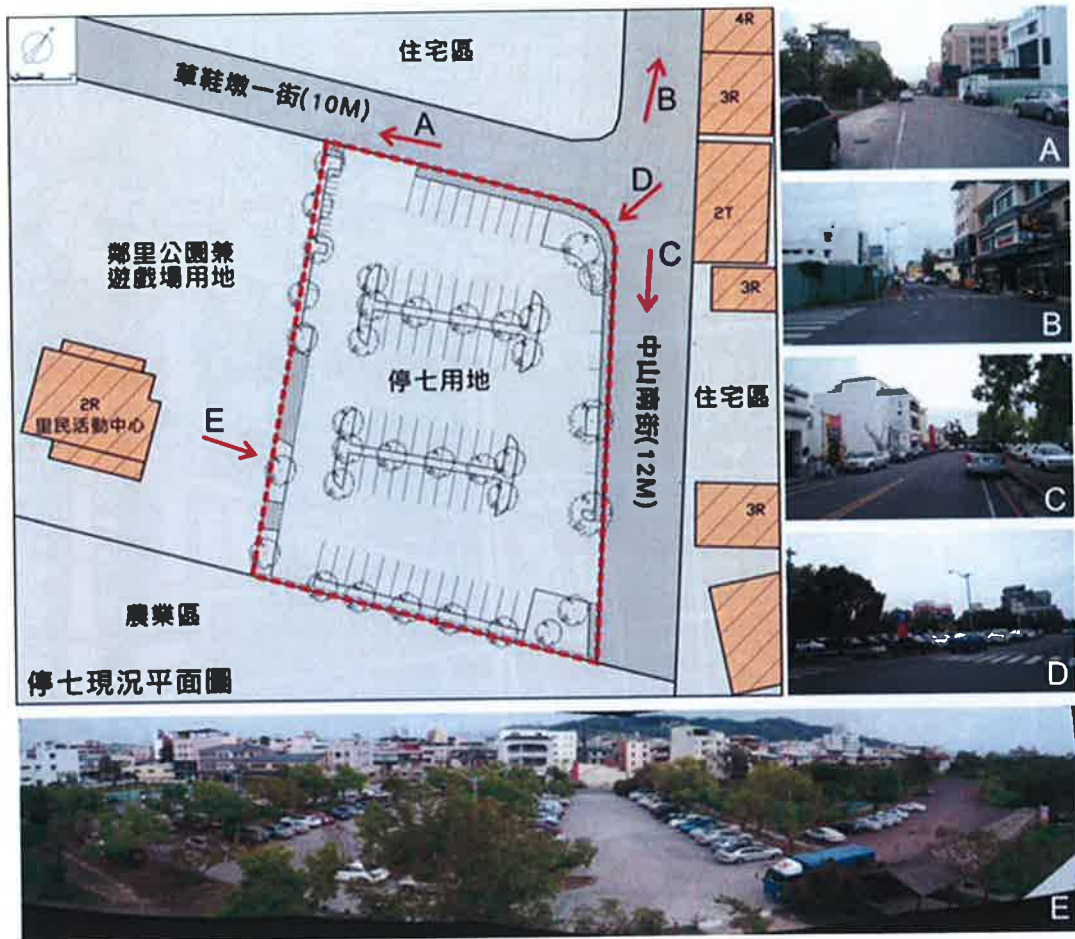 住宅區
4R
草鞋墩一街(10M)
B
3R
A
A
D
2T
鄰里公園兼
遊戲場用地
C
3R
B
停七用地
中山南街(12M)
住宅區
2R
里民活動中心
E
3R
C
農業區
停七現況平面圖
D
E